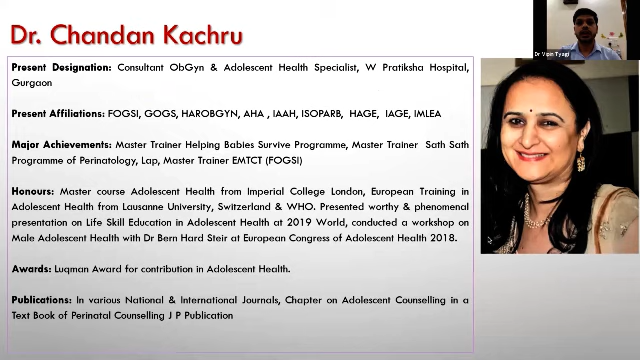 Dr. Chandan Kachru
Dr Vipin Tyagi
Present Designation: Consultant ObGyn & Adolescent Health Specialist, W Pratiksha Hospital,
Gurgaon
Present Affiliations: FOGSI, GOGS, HAROBGYN, AHA , IAAH, ISOPARB, HAGE, IAGE, IMLEA
Major Achievements: Master Trainer Helping Babies Survive Programme, Master Trainer Sath Sath
Programme of Perinatology, Lap, Master Trainer EMTCT (FOGSI)
Honours: Master course Adolescent Health from Imperial College London, European Training in
Adolescent Health from Lausanne University, Switzerland & WHO. Presented worthy & phenomenal
presentation on Life Skill Education in Adolescent Health at 2019 World, conducted a workshop on
Male Adolescent Health with Dr Bern Hard Steir at European Congress of Adolescent Health 2018.
Awards: Luqman Award for contribution in Adolescent Health.
Publications: In various National & International Journals, Chapter on Adolescent Counselling in a
Text Book of Perinatal Counselling J P Publication